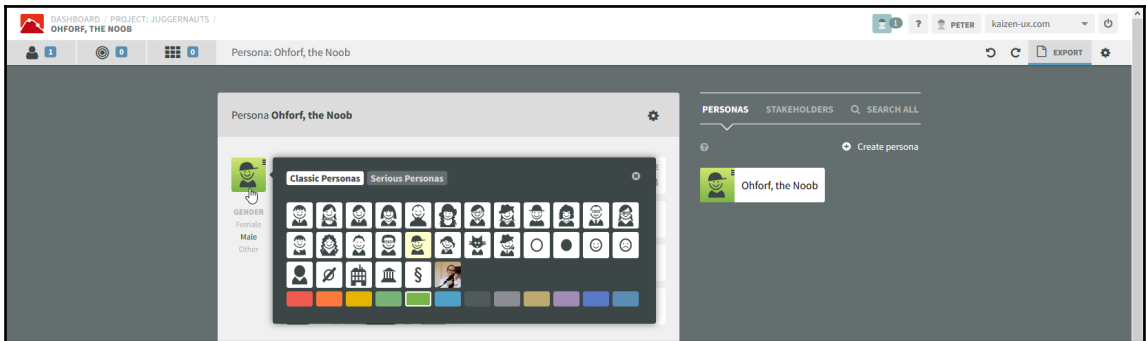 DASHBOARD / PROJECT: JUGGERNAUTS /
OHFORF, THE NOOB
1 ? PETER kaizen-ux.com
1 0 0 Persona: Ohforf, the Noob EXPORT
Persona Ohforf, the Noob
PERSONAS STAKEHOLDERS SEARCH ALL
? Create persona
Ohforf, the Noob
Classic Personas Serious Personas
GENDER
Female
Male
Other
§